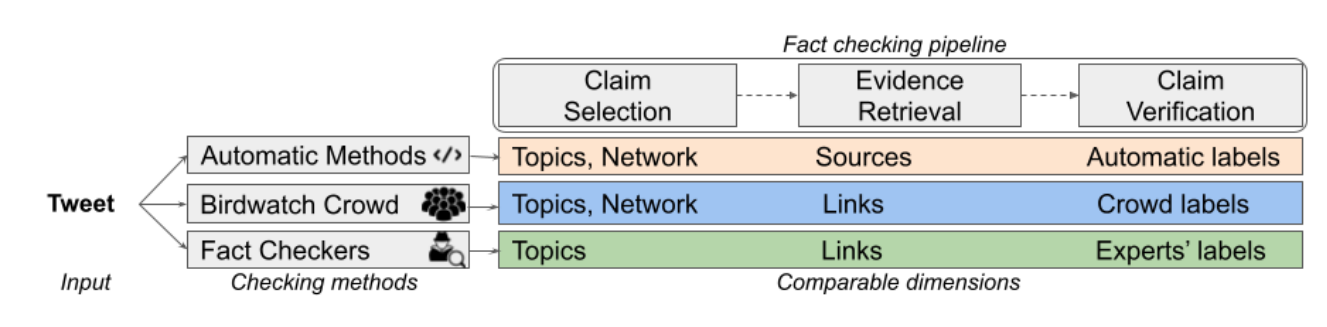 Fact checking pipeline
Claim
Selection
Evidence
Retrieval
Claim
Verification
Automatic Methods </>
Topics, Network
Sources
Automatic labels
Tweet
Birdwatch Crowd
Topics, Network
Links
Crowd labels
Fact Checkers
Topics
Links
Experts’ labels
Input
Checking methods
Comparable dimensions